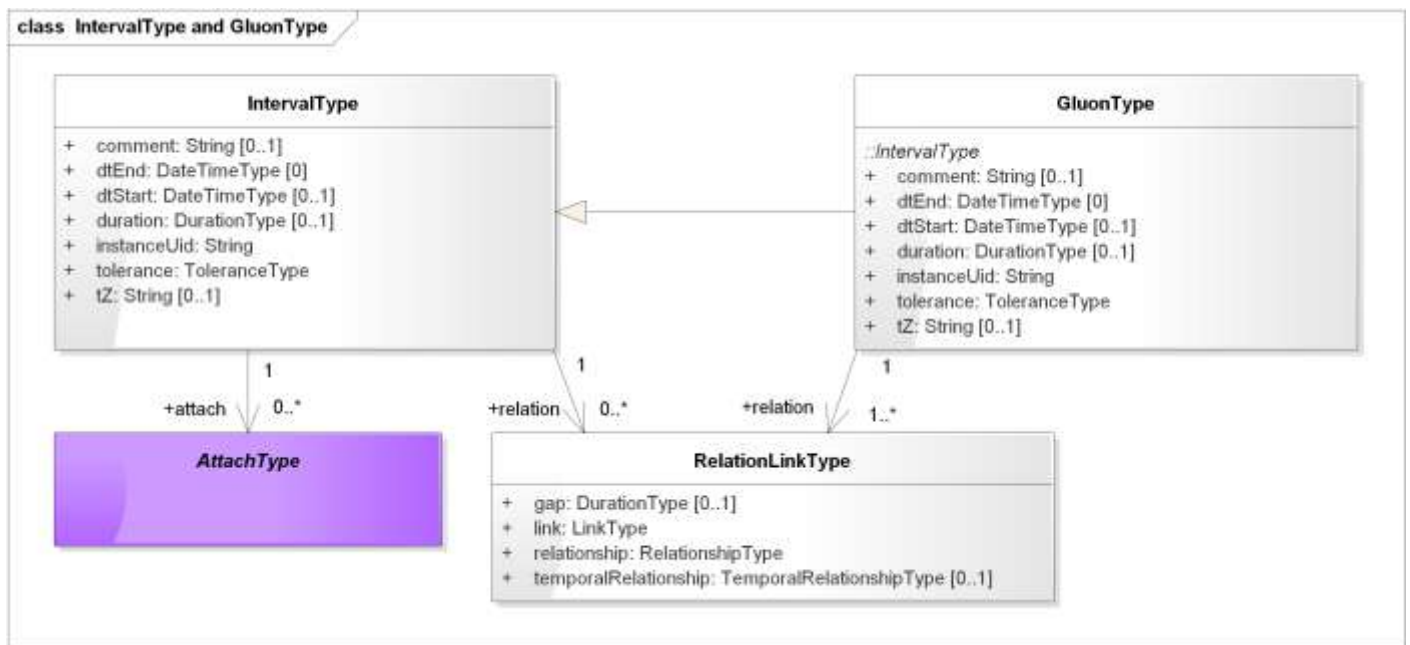 class IntervalType and GluonType
IntervalType
+ comment: String [0..1]
+ dtEnd: DateTimeType [0]
+ dtStart: DateTimeType [0..1]
+ duration: DurationType [0..1]
+ instanceUid: String
+ tolerance: ToleranceType
+ tZ: String [0..1]
GluonType
::IntervalType
+ comment: String [0..1]
+ dtEnd: DateTimeType [0]
+ dtStart: DateTimeType [0..1]
+ duration: DurationType [0..1]
+ instanceUid: String
+ tolerance: ToleranceType
+ tZ: String [0..1]
1
+attach
0..*
1
+relation
0..*
1
+relation
1..*
AttachType
RelationLinkType
+ gap: DurationType [0..1]
+ link: LinkType
+ relationship: RelationshipType
+ temporalRelationship: TemporalRelationshipType [0..1]